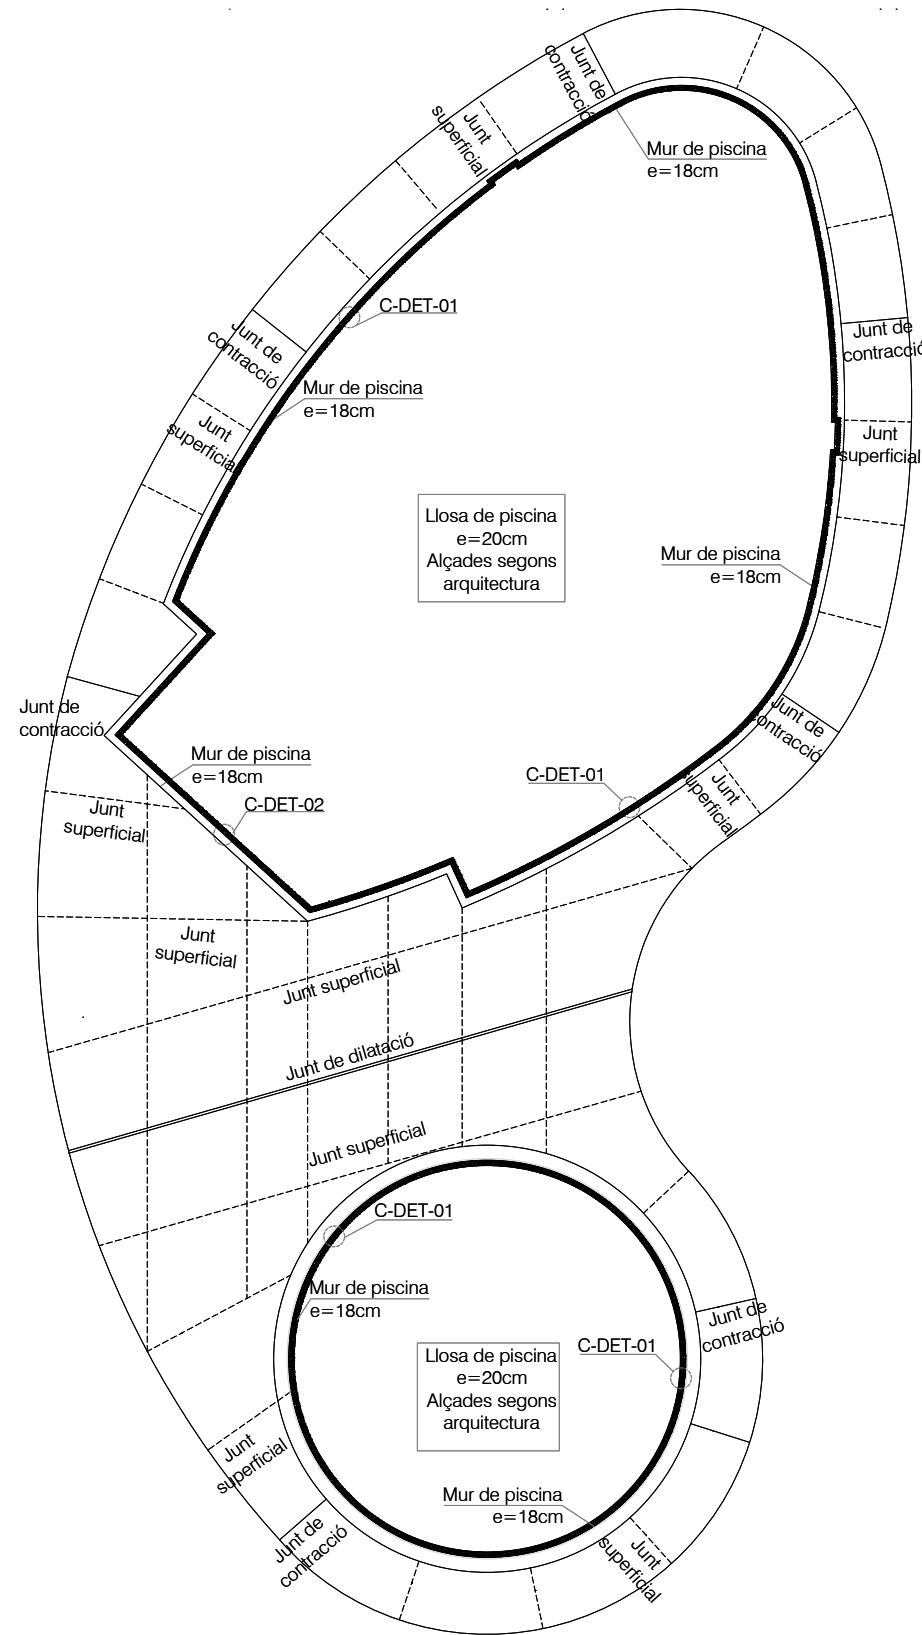 Junt de
contracció
Junt
superficial
Mur de piscina
e=18cm
C-DET-01
Junt de
contracció
Junt de
contracció
Mur de piscina
e=18cm
Junt
superficial
Junt
superficial
Llosa de piscina
e=20cm
Alçades segons
arquitectura
Mur de piscina
e=18cm
Junt de
contracció
Junt de
contracció
Mur de piscina
e=18cm
C-DET-01
Junt
superficial
C-DET-02
Junt
superficial
Junt
superficial
Junt superficial
Junt de dilatació
Junt superficial
C-DET-01
Mur de piscina
e=18cm
Junt de
contracció
C-DET-01
Llosa de piscina
e=20cm
Alçades segons
arquitectura
Junt
superficial
Mur de piscina
e=18cm
Junt de
contracció
Junt
superficial